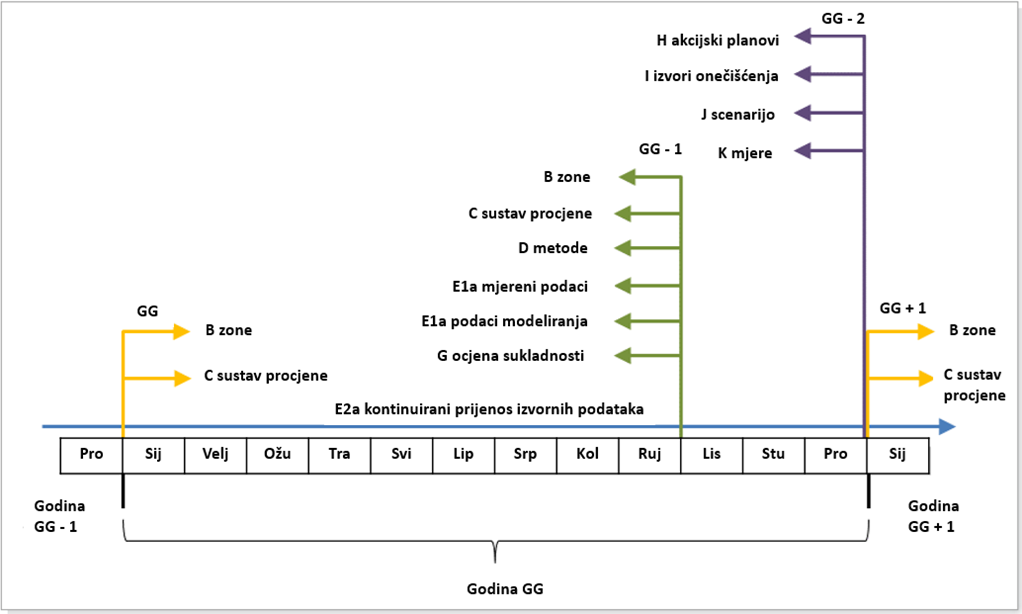 GG - 2
H akcijski planovi
I izvori onečišćenja
J scenarijo
K mjere
GG - 1
B zone
C sustav procjene
D metode
E1a mjereni podaci
E1a podaci modeliranja
G ocjena sukladnosti
GG
B zone
C sustav procjene
GG + 1
B zone
C sustav
procjene
E2a kontinuirani prijenos izvornih podataka
Pro Sij Velj Ožu Tra Svi Lip Srp Kol Ruj Lis Stu Pro Sij
Godina
GG - 1
Godina
GG + 1
Godina GG